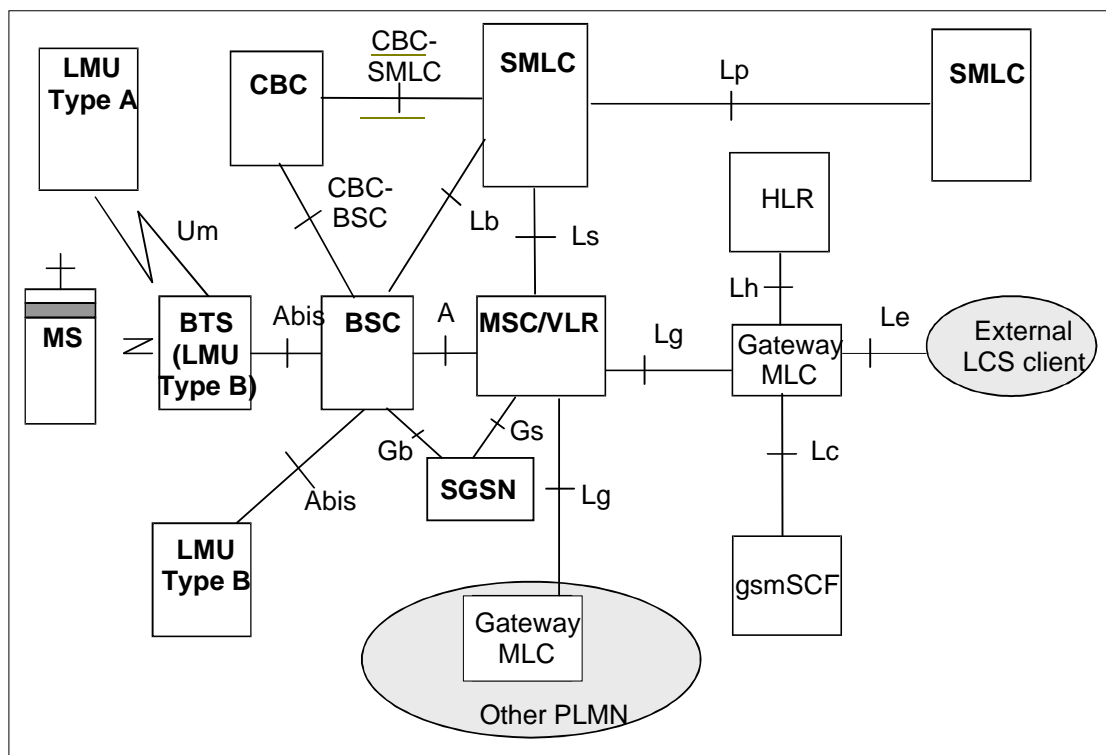 LMU
Type A
CBC
CBC-
SMLC
SMLC
Lp
SMLC
CBC-
BSC
Lb
Ls
HLR
Um
Lh
MS
BTS
(LMU
Type B)
Abis
BSC
A
MSC/VLR
Lg
Gateway
MLC
Le
External
LCS client
Gb
Gs
SGSN
Lc
Abis
Lg
LMU
Type B
gsmSCF
Gateway
MLC
Other PLMN